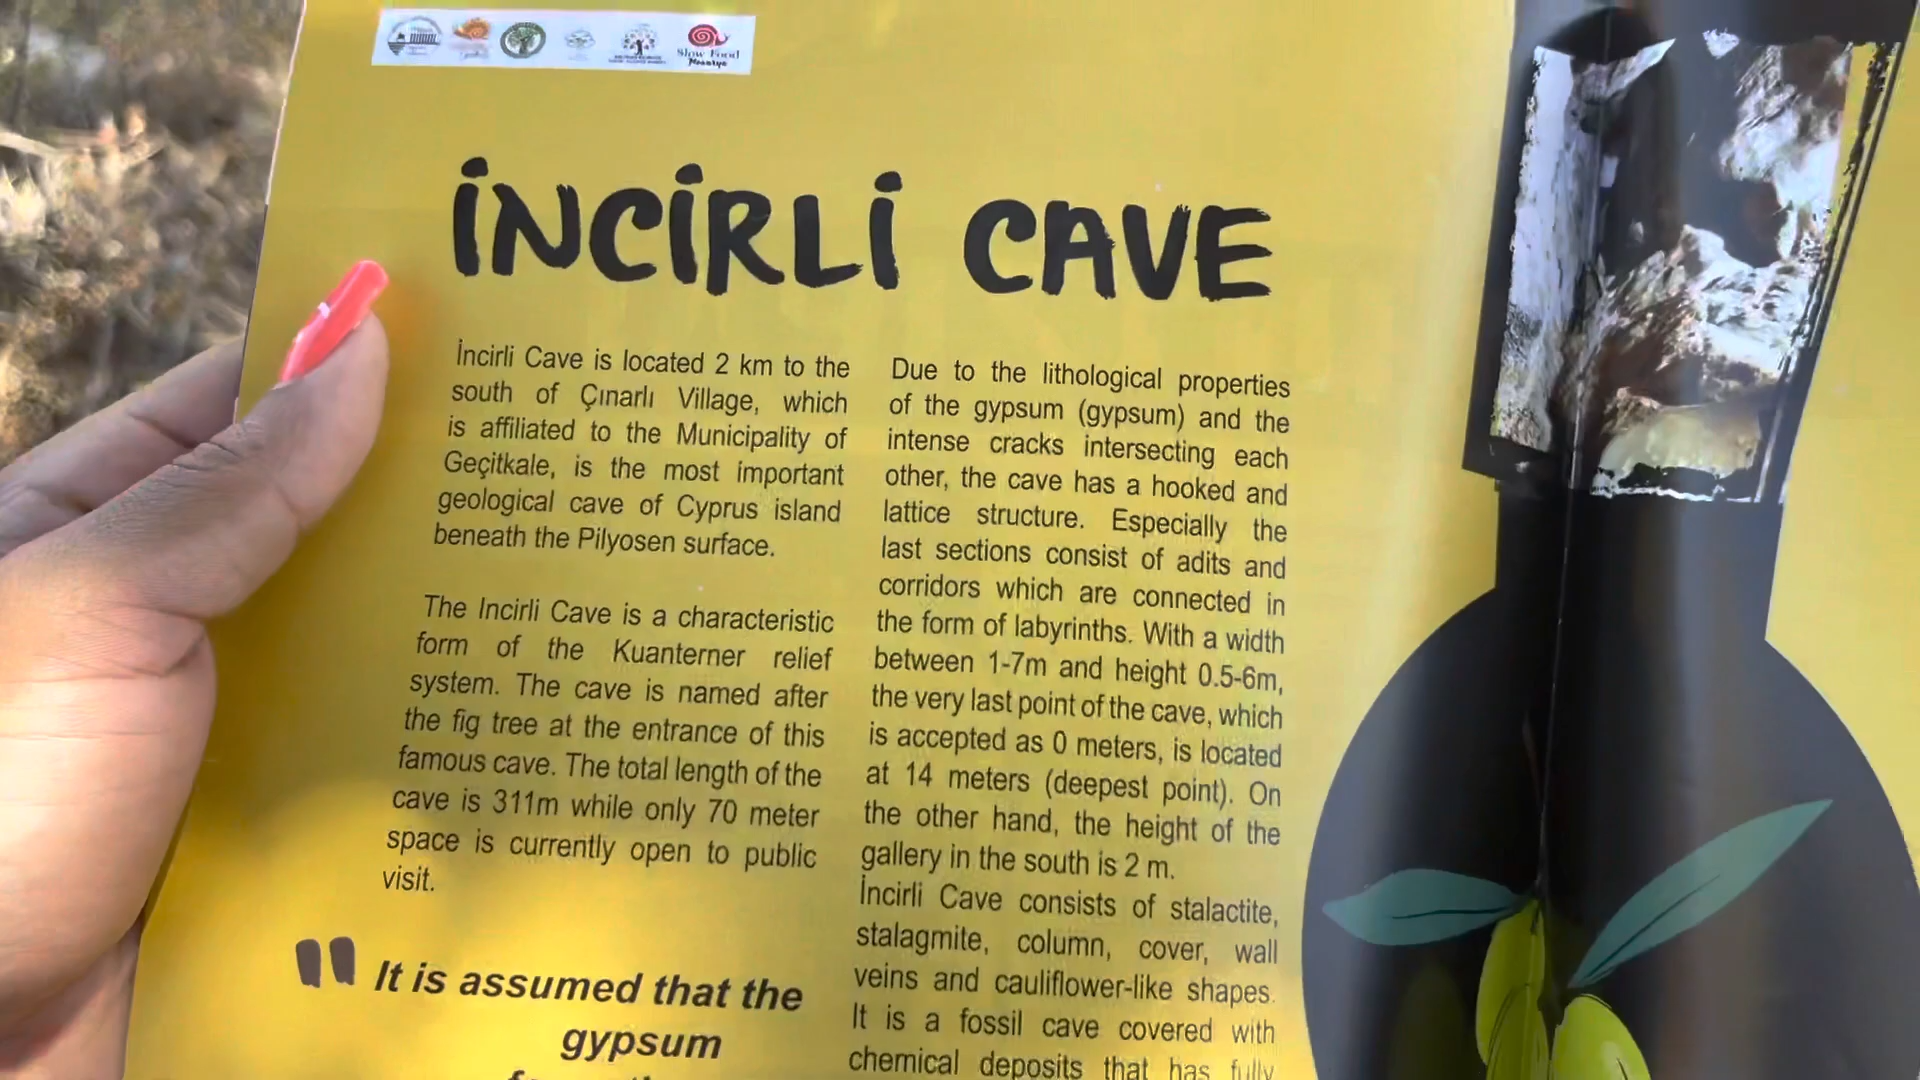 Slow Food
İNCİRLİ CAVE
İncirli Cave is located 2 km to the
south of Çınarlı Village, which
is affiliated to the Municipality of
Geçitkale, is the most important
geological cave of Cyprus island
beneath the Pilyosen surface.
The Incirli Cave is a characteristic
form of the Kuanterner relief
system. The cave is named after
the fig tree at the entrance of this
famous cave. The total length of the
cave is 311m while only 70 meter
space is currently open to public
visit.
" It is assumed that the
gypsum
Due to the lithological properties
of the gypsum (gypsum) and the
intense cracks intersecting each
other, the cave has a hooked and
lattice structure. Especially the
last sections consist of adits and
corridors which are connected in
the form of labyrinths. With a width
between 1-7m and height 0.5-6m,
the very last point of the cave, which
is accepted as 0 meters, is located
at 14 meters (deepest point). On
the other hand, the height of the
gallery in the south is 2 m.
İncirli Cave consists of stalactite,
stalagmite, column, cover, wall
veins and cauliflower-like shapes.
It is a fossil cave covered with
chemical deposits that has fully